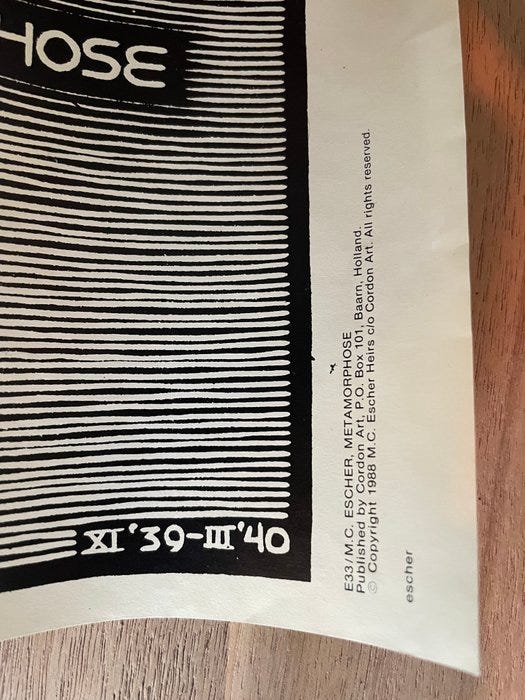 HOSE
XI '39-III '40
E33/ M.C. ESCHER, METAMORPHOSE
Published by Cordon Art, P.O. Box 101, Baarn, Holland.
© Copyright 1988 M.C. Escher Heirs c/o Cordon Art. All rights reserved.
escher